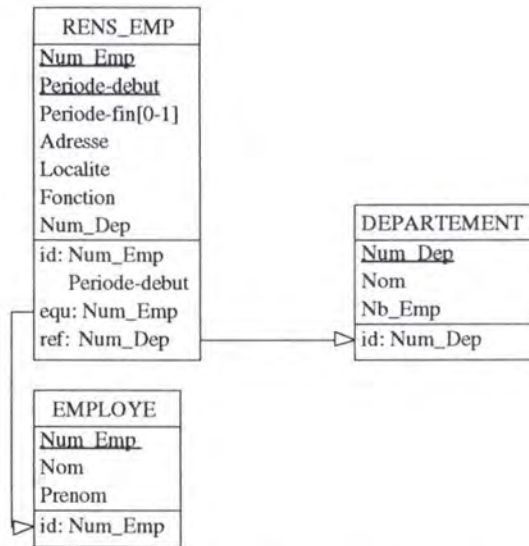 RENS_EMP
Num_Emp
Periode-debut
Periode-fin[0-1]
Adresse
Localite
Fonction
Num_Dep
id: Num_Emp
Periode-debut
equ: Num_Emp
ref: Num_Dep
DEPARTEMENT
Num_Dep
Nom
Nb_Emp
id: Num_Dep
EMPLOYE
Num_Emp
Nom
Prenom
id: Num_Emp